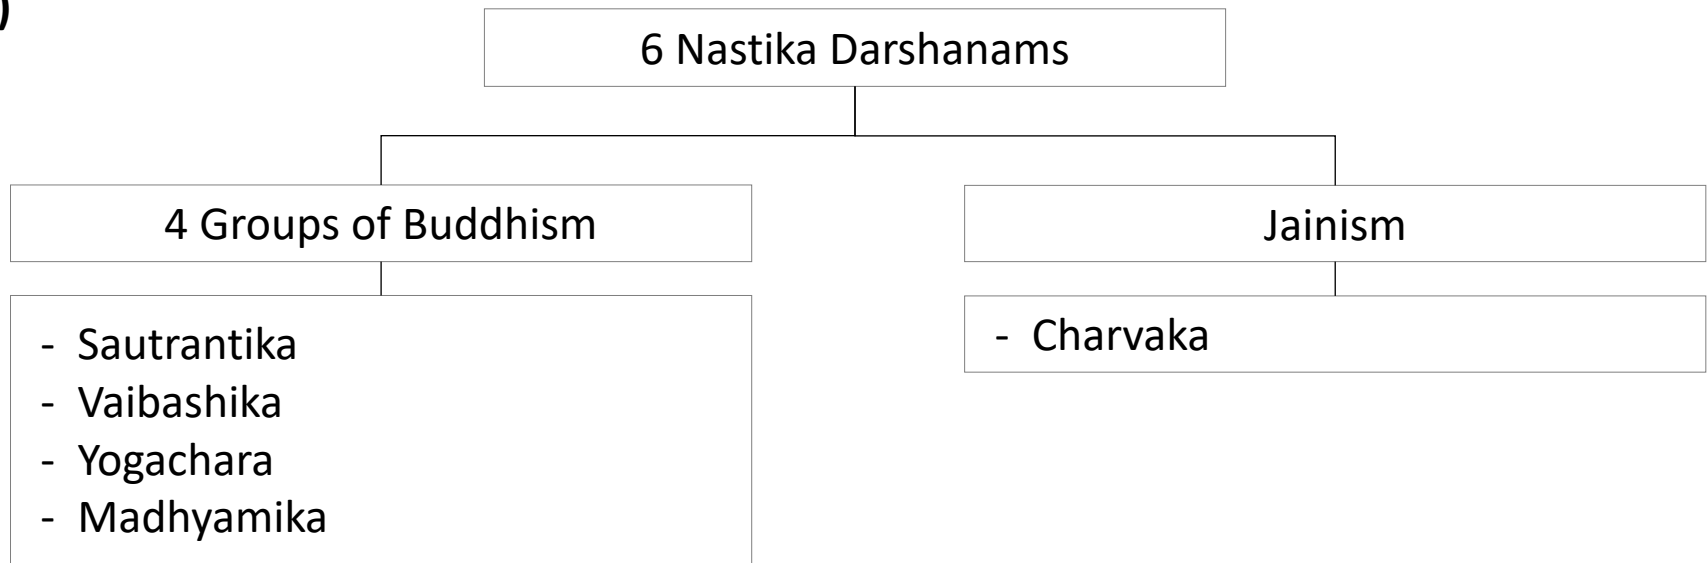 )
6 Nastika Darshanams
4 Groups of Buddhism
Jainism
- Sautrantika
- Vaibashika
- Yogachara
- Madhyamika
- Charvaka